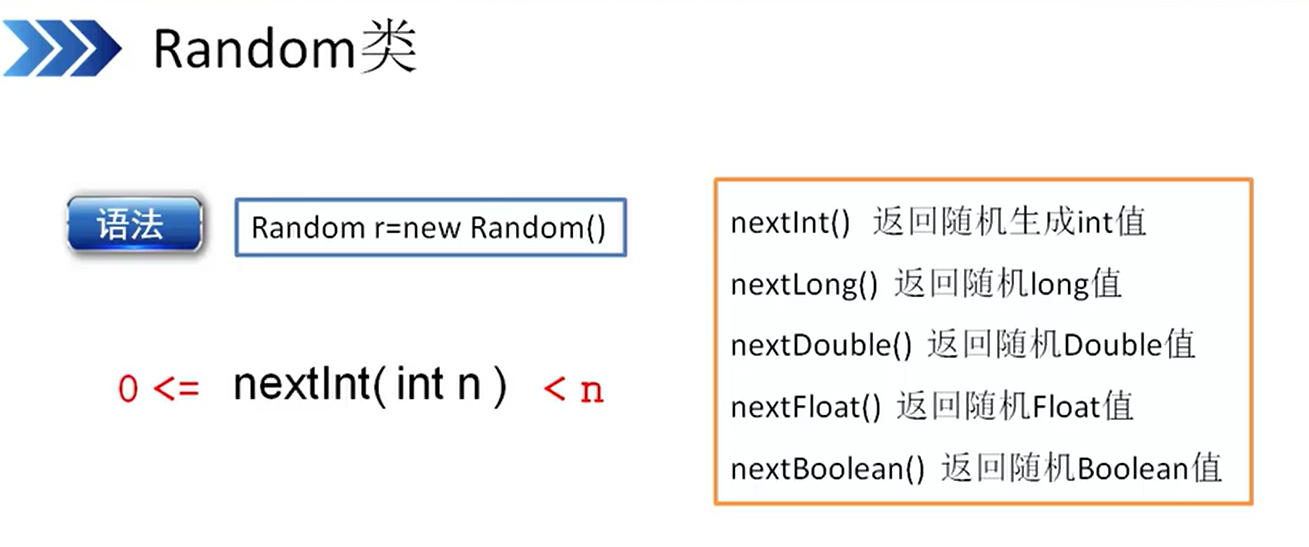 Random类
语法
Random r=new Random()
0 <= nextInt( int n ) < n
nextInt() 返回随机生成int值
nextLong() 返回随机long值
nextDouble() 返回随机Double值
nextFloat() 返回随机Float值
nextBoolean() 返回随机Boolean值